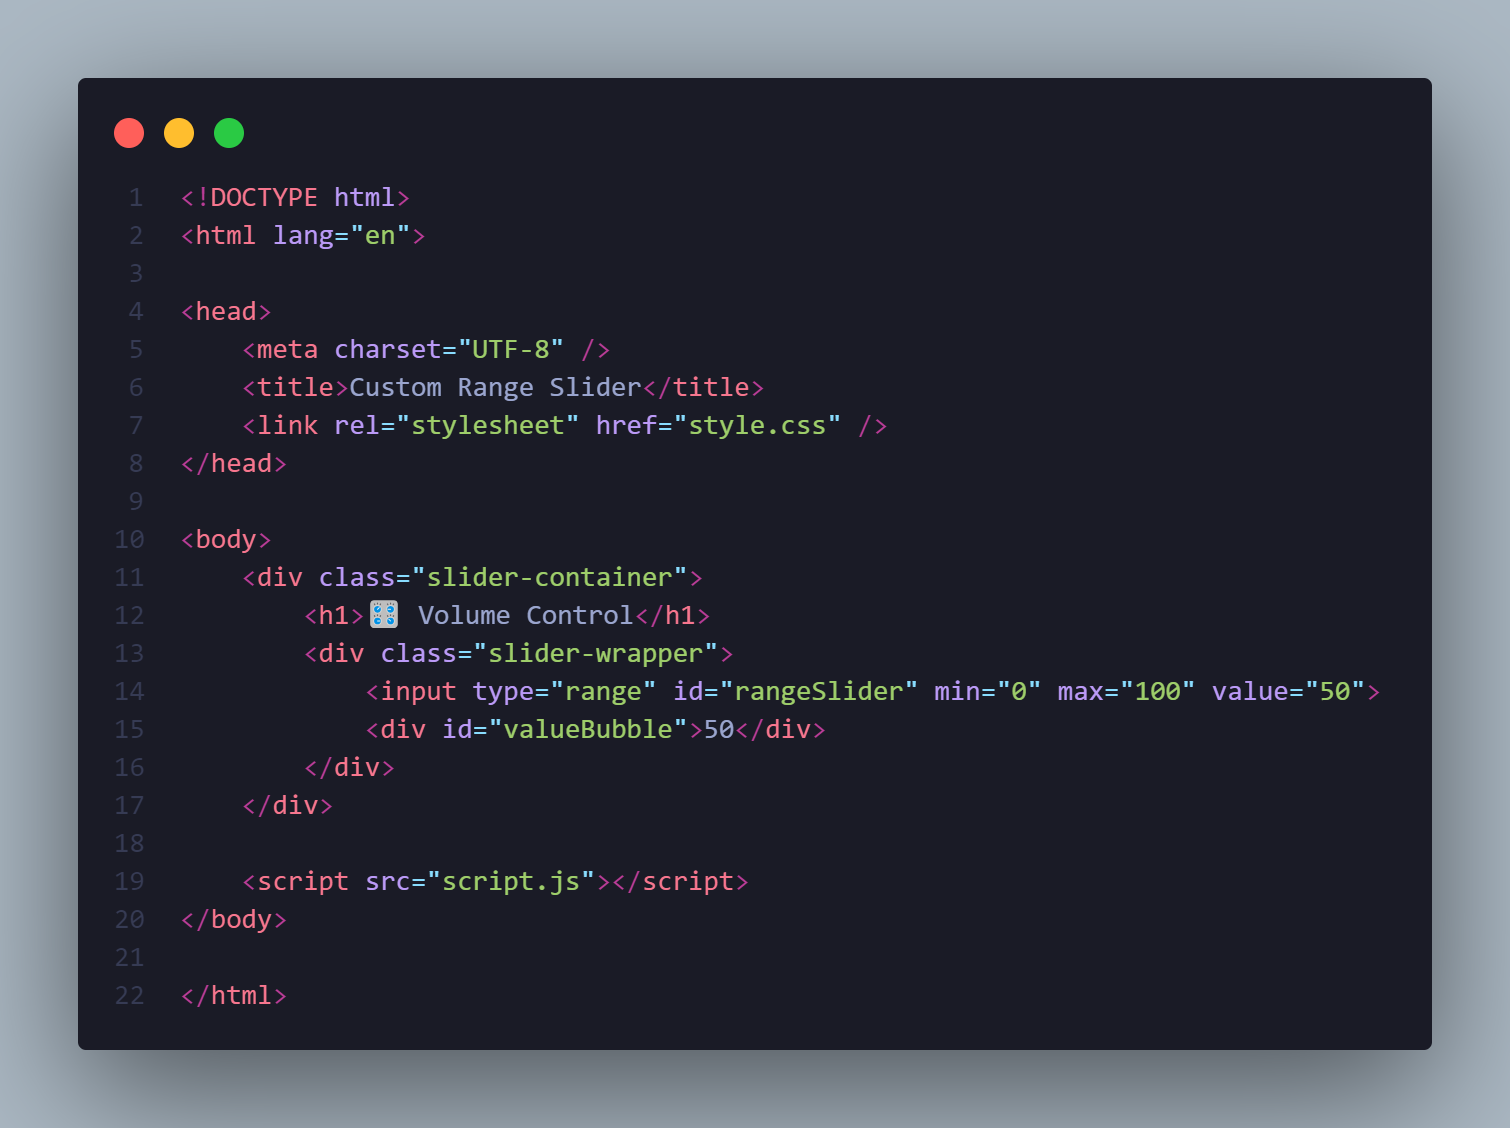 1 <!DOCTYPE html>
2 <html lang="en">
3
4 <head>
5     <meta charset="UTF-8" />
6     <title>Custom Range Slider</title>
7     <link rel="stylesheet" href="style.css" />
8 </head>
9
10 <body>
11     <div class="slider-container">
12         <h1>🎛️ Volume Control</h1>
13         <div class="slider-wrapper">
14             <input type="range" id="rangeSlider" min="0" max="100" value="50">
15             <div id="valueBubble">50</div>
16         </div>
17     </div>
18
19     <script src="script.js"></script>
20 </body>
21
22 </html>